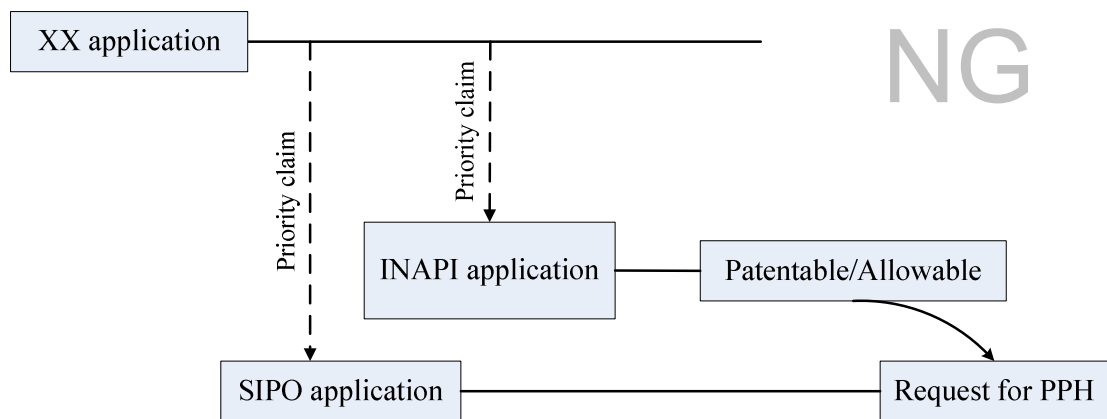 XX application
NG
Priority claim
Priority claim
INAPI application
Patentable/Allowable
SIPO application
Request for PPH